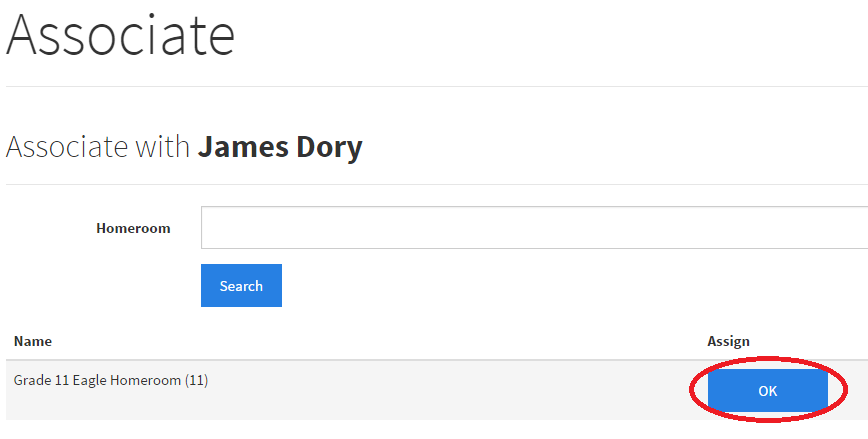 Associate
Associate with James Dory
Homeroom
Search
Name Assign
Grade 11 Eagle Homeroom (11) OK